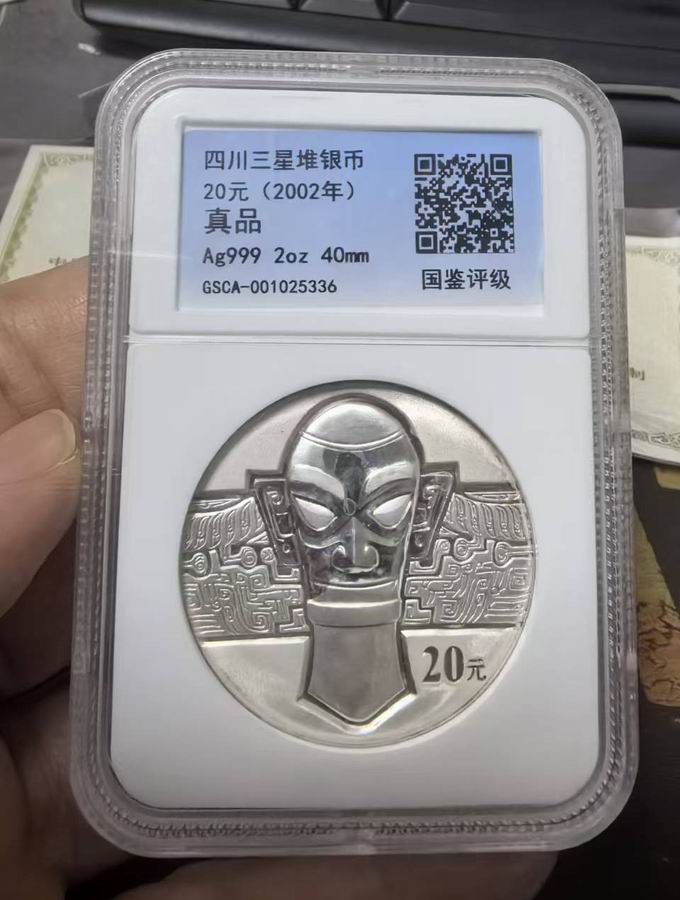 四川三星堆银币
20元（2002年）
真品
Ag999 2oz 40mm
GSCA-001025336
国鉴评级
20元